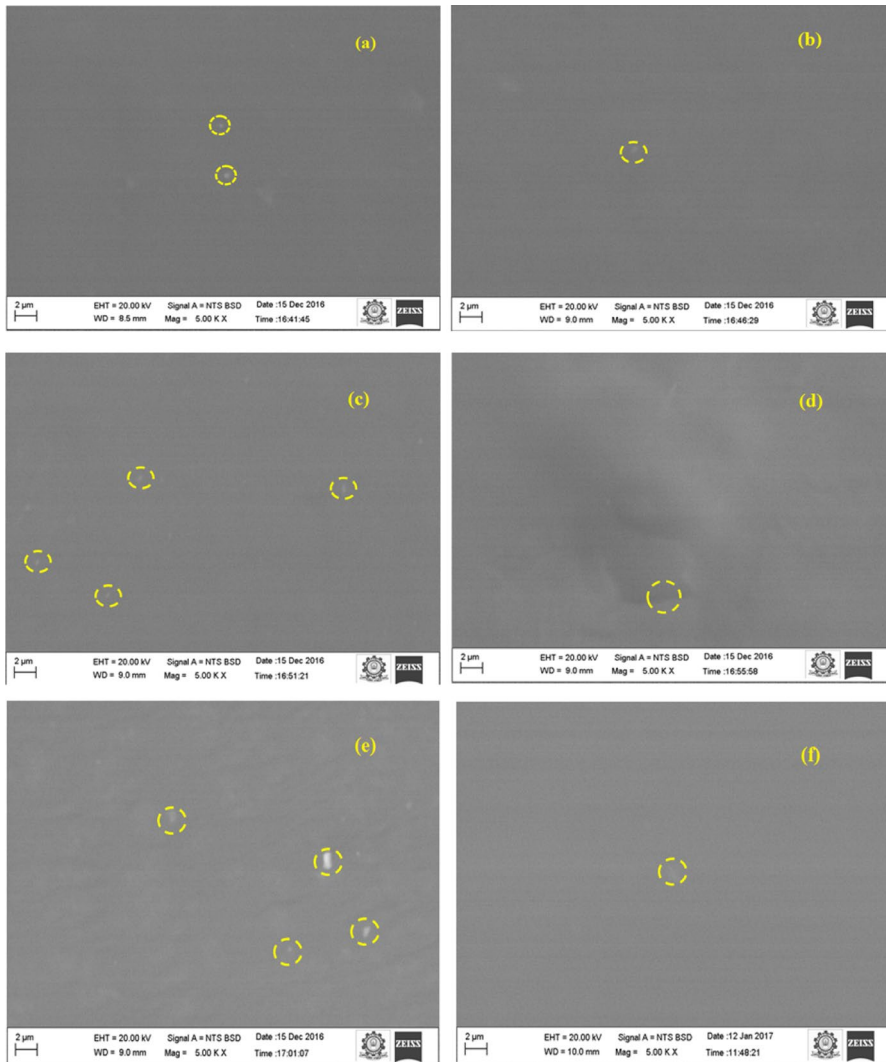 (a)
2 µm
EHT = 20.00 kV Signal A = NTS BSD Date :15 Dec 2016
WD = 8.5 mm Mag = 5.00 K X Time :16:41:45
ZEISS
(b)
2 µm
EHT = 20.00 kV Signal A = NTS BSD Date :15 Dec 2016
WD = 9.0 mm Mag = 5.00 K X Time :16:46:29
ZEISS
(c)
2 µm
EHT = 20.00 kV Signal A = NTS BSD Date :15 Dec 2016
WD = 9.0 mm Mag = 5.00 K X Time :16:51:21
ZEISS
(d)
2 µm
EHT = 20.00 kV Signal A = NTS BSD Date :15 Dec 2016
WD = 9.0 mm Mag = 5.00 K X Time :16:55:58
ZEISS
(e)
2 µm
EHT = 20.00 kV Signal A = NTS BSD Date :15 Dec 2016
WD = 9.0 mm Mag = 5.00 K X Time :17:01:07
ZEISS
(f)
2 µm
EHT = 20.00 kV Signal A = NTS BSD Date :12 Jan 2017
WD = 10.0 mm Mag = 5.00 K X Time :11:48:21
ZEISS